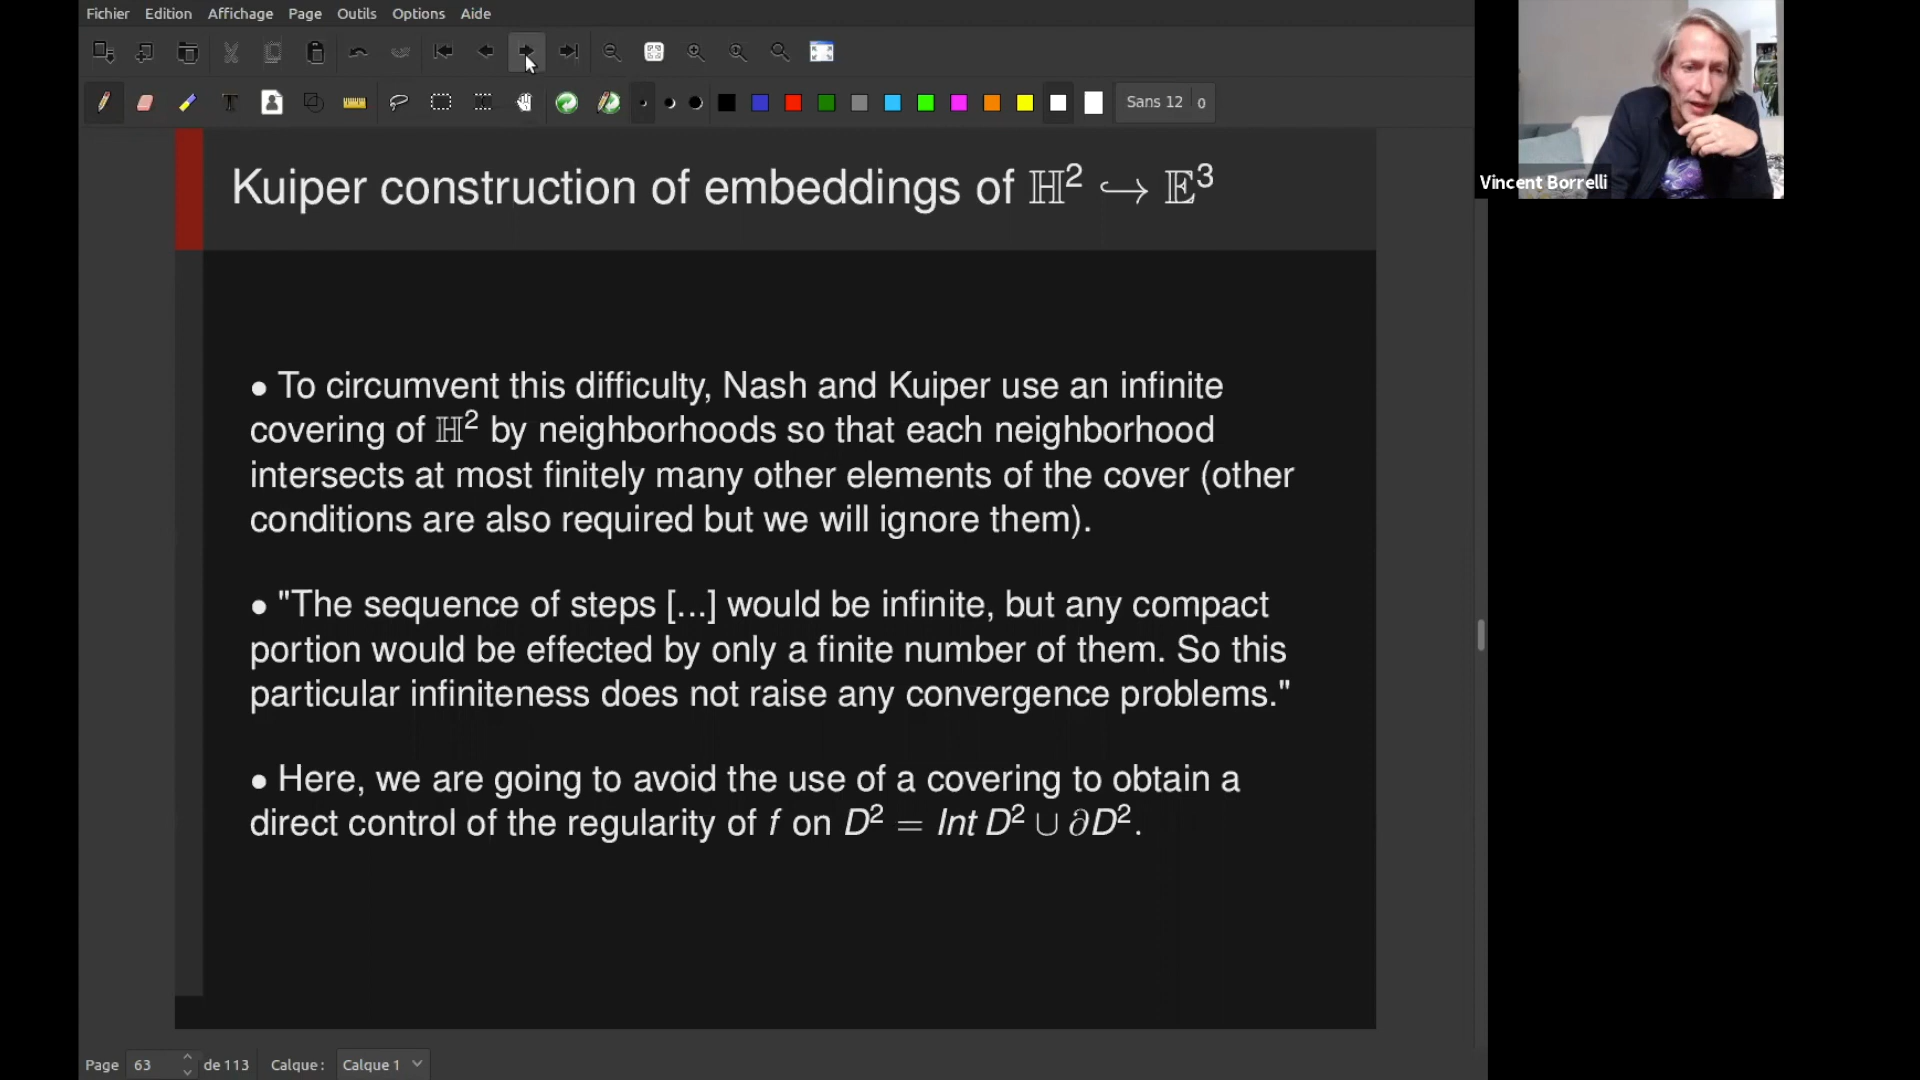 Fichier Edition Affichage Page Outils Options Aide
Sans 12 0
Vincent Borrelli
Kuiper construction of embeddings of ℍ² ↪ 𝔼³
● To circumvent this difficulty, Nash and Kuiper use an infinite
covering of ℍ² by neighborhoods so that each neighborhood
intersects at most finitely many other elements of the cover (other
conditions are also required but we will ignore them).
● "The sequence of steps [...] would be infinite, but any compact
portion would be effected by only a finite number of them. So this
particular infiniteness does not raise any convergence problems."
● Here, we are going to avoid the use of a covering to obtain a
direct control of the regularity of f on D² = Int D² ∪ ∂D².
Page 63 de 113 Calque : Calque 1